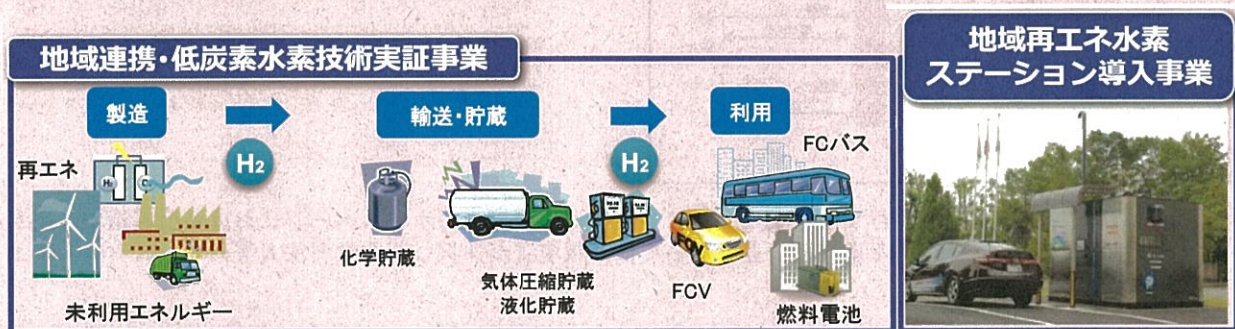 地域連携・低炭素水素技術実証事業
製造
輸送・貯蔵
利用
H2
H2
再エネ
H2
FCバス
化学貯蔵
気体圧縮貯蔵
液化貯蔵
FCV
未利用エネルギー
燃料電池
地域再エネ水素
ステーション導入事業